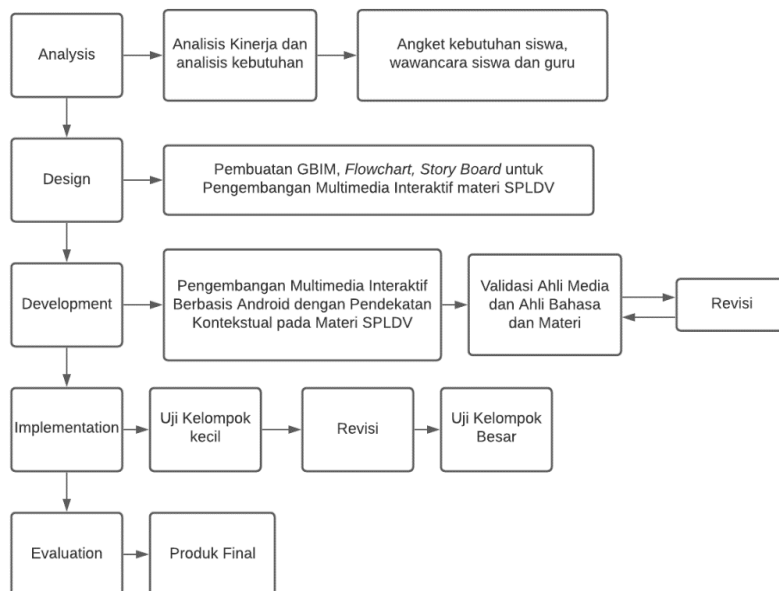 Analysis
Analisis Kinerja dan
analisis kebutuhan
Angket kebutuhan siswa,
wawancara siswa dan guru
Design
Pembuatan GBIM, Flowchart, Story Board untuk
Pengembangan Multimedia Interaktif materi SPLDV
Development
Pengembangan Multimedia Interaktif
Berbasis Android dengan Pendekatan
Kontekstual pada Materi SPLDV
Validasi Ahli Media
dan Ahli Bahasa
dan Materi
Revisi
Implementation
Uji Kelompok
kecil
Revisi
Uji Kelompok
Besar
Evaluation
Produk Final